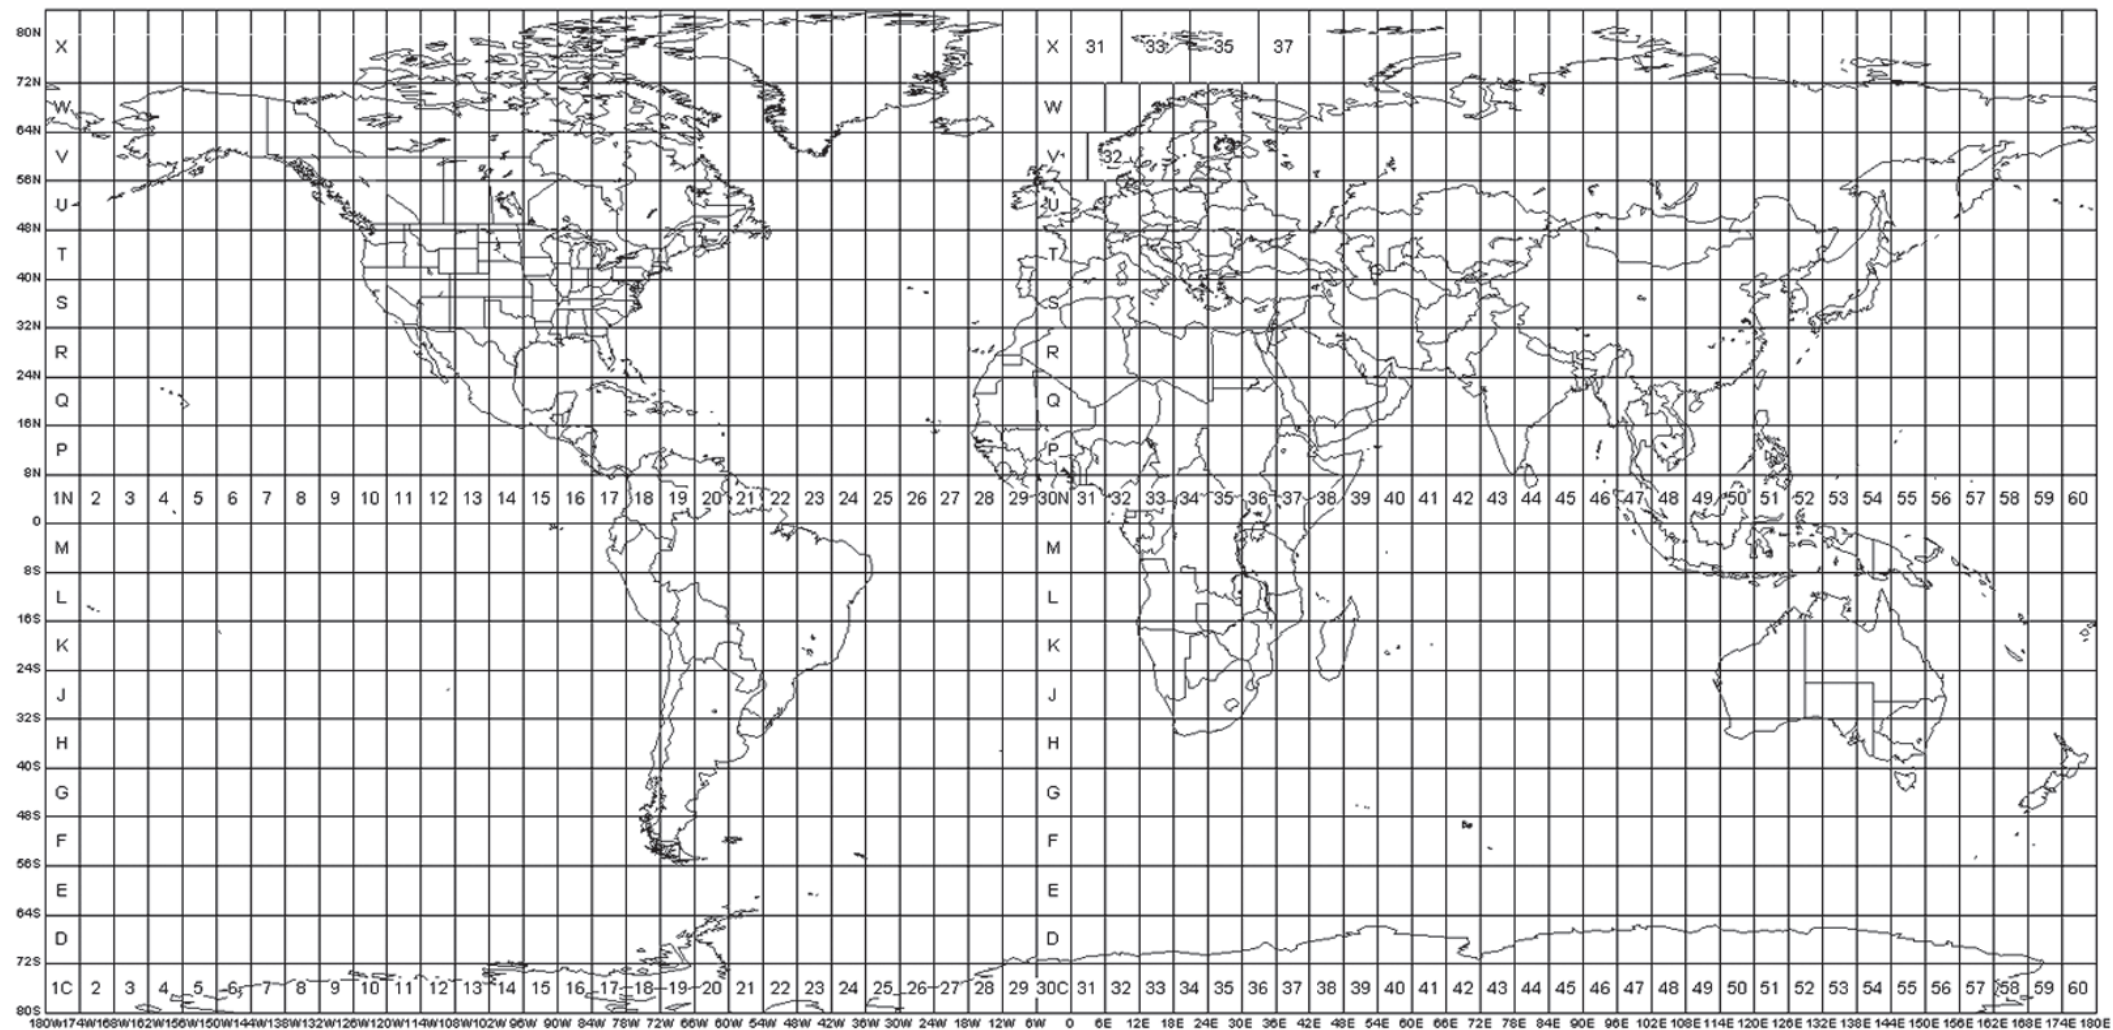 80N
X X 31 33 35 37
72N
W W
64N
V V 32
56N
U U
48N
T T
40N
S S
32N
R R
24N
Q Q
16N
P P
8N
1N 2 3 4 5 6 7 8 9 10 11 12 13 14 15 16 17 18 19 20 21 22 23 24 25 26 27 28 29 30N 31 32 33 34 35 36 37 38 39 40 41 42 43 44 45 46 47 48 49 50 51 52 53 54 55 56 57 58 59 60
0
M M
8S
L L
16S
K K
24S
J J
32S
H H
40S
G G
48S
F F
56S
E E
64S
D D
72S
1C 2 3 4 5 6 7 8 9 10 11 12 13 14 15 16 17 18 19 20 21 22 23 24 25 26 27 28 29 30C 31 32 33 34 35 36 37 38 39 40 41 42 43 44 45 46 47 48 49 50 51 52 53 54 55 56 57 58 59 60
80S
180W 174W 168W 162W 156W 150W 144W 138W 132W 126W 120W 114W 108W 102W 96W 90W 84W 78W 72W 66W 60W 54W 48W 42W 36W 30W 24W 18W 12W 6W 0 6E 12E 18E 24E 30E 36E 42E 48E 54E 60E 66E 72E 78E 84E 90E 96E 102E 108E 114E 120E 126E 132E 138E 144E 150E 156E 162E 168E 174E 180E